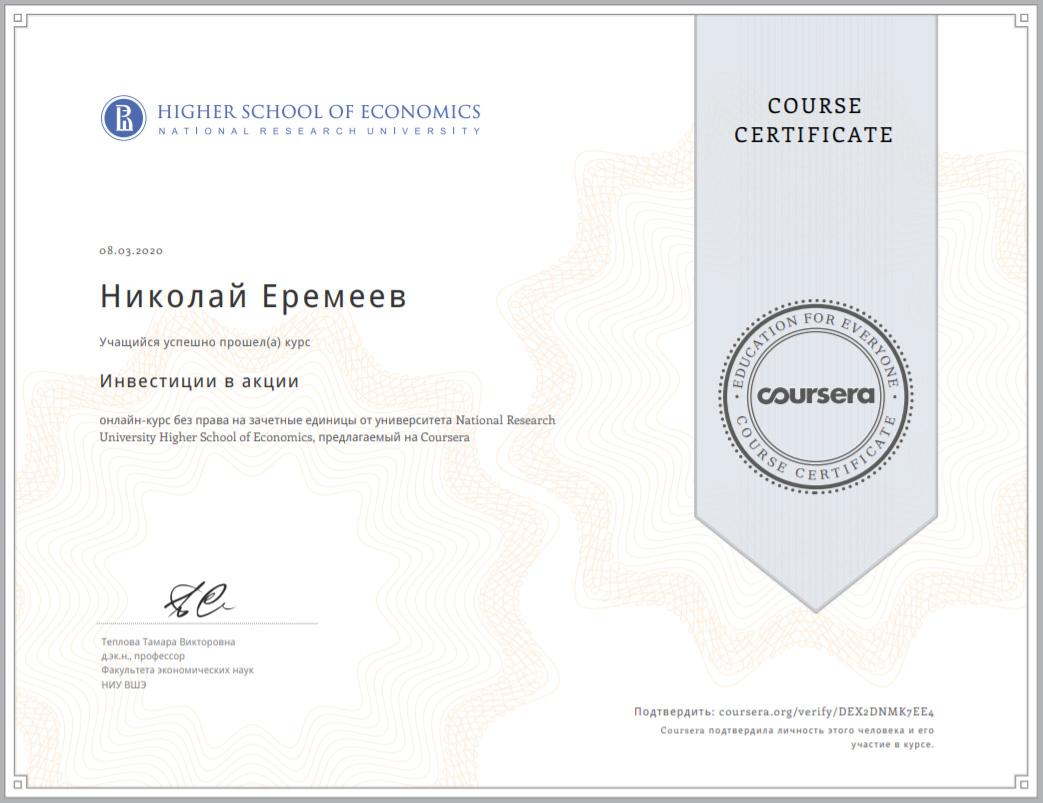 HIGHER SCHOOL OF ECONOMICS
NATIONAL RESEARCH UNIVERSITY
COURSE
CERTIFICATE
08.03.2020
Николай Еремеев
Учащийся успешно прошел(а) курс
Инвестиции в акции
онлайн-курс без права на зачетные единицы от университета National Research
University Higher School of Economics, предлагаемый на Coursera
EDUCATION FOR EVERYONE
coursera
COURSE CERTIFICATE
Теплова Тамара Викторовна
д.эк.н., профессор
Факультета экономических наук
НИУ ВШЭ
Подтвердить: coursera.org/verify/DEX2DNMK7EE4
Coursera подтвердила личность этого человека и его
участие в курсе.